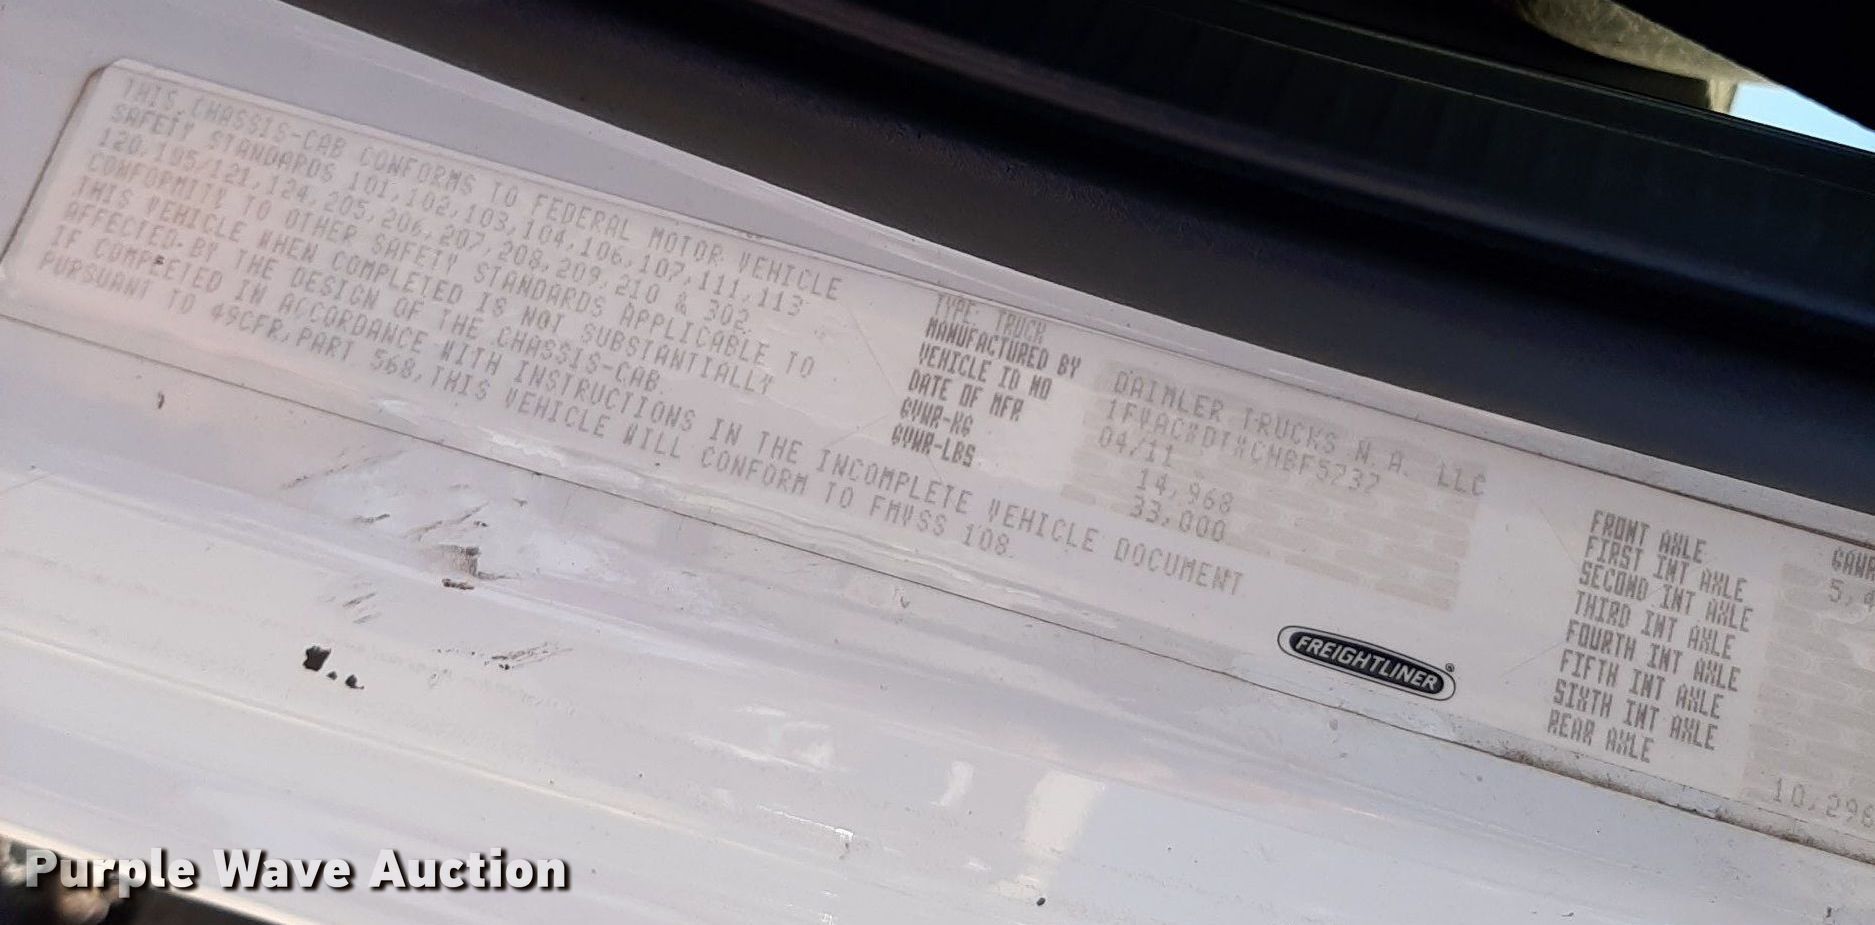 THIS CHASSIS-CAB CONFORMS TO FEDERAL MOTOR VEHICLE
SAFETY STANDARDS 101,102,103,104,106,107,111,113
120,105/121,124,205,206,207,208,209,210 & 302.
CONFORMITY TO OTHER SAFETY STANDARDS APPLICABLE TO
THIS VEHICLE WHEN COMPLETED IS NOT SUBSTANTIALLY
AFFECTED BY THE DESIGN OF THE CHASSIS-CAB.
IF COMPLETED IN ACCORDANCE WITH INSTRUCTIONS IN THE INCOMPLETE VEHICLE DOCUMENT
PURSUANT TO 49CFR,PART 568,THIS VEHICLE WILL CONFORM TO FMVSS 108.
TYPE: TRUCK
MANUFACTURED BY DAIMLER TRUCKS N.A. LLC
VEHICLE ID NO
DATE OF MFR 04/11
GVWR-KG 14,968
GVWR-LBS 33,000
FREIGHTLINER®
GAWR
FRONT AXLE 5,
FIRST INT AXLE
SECOND INT AXLE
THIRD INT AXLE
FOURTH INT AXLE
FIFTH INT AXLE
SIXTH INT AXLE
REAR AXLE 10,298
Purple Wave Auction